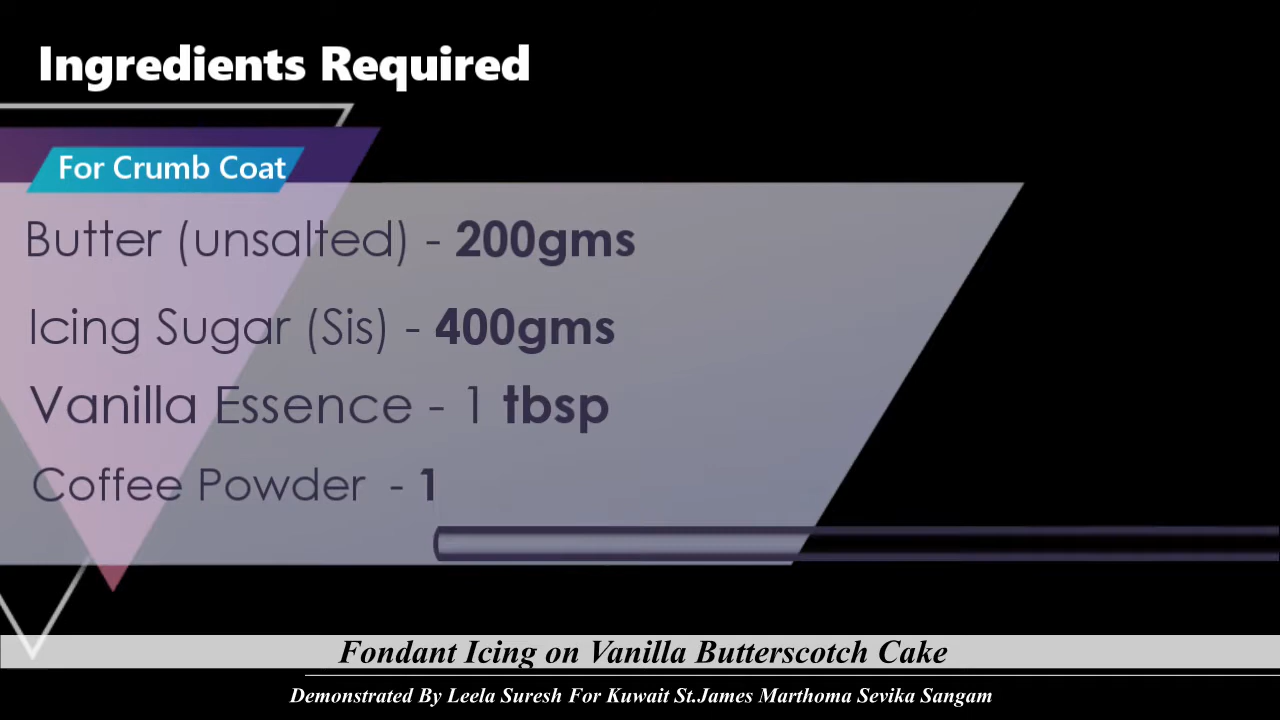 Ingredients Required
For Crumb Coat
Butter (unsalted) - 200gms
Icing Sugar (Sis) - 400gms
Vanilla Essence - 1 tbsp
Coffee Powder - 1
Fondant Icing on Vanilla Butterscotch Cake
Demonstrated By Leela Suresh For Kuwait St.James Marthoma Sevika Sangam